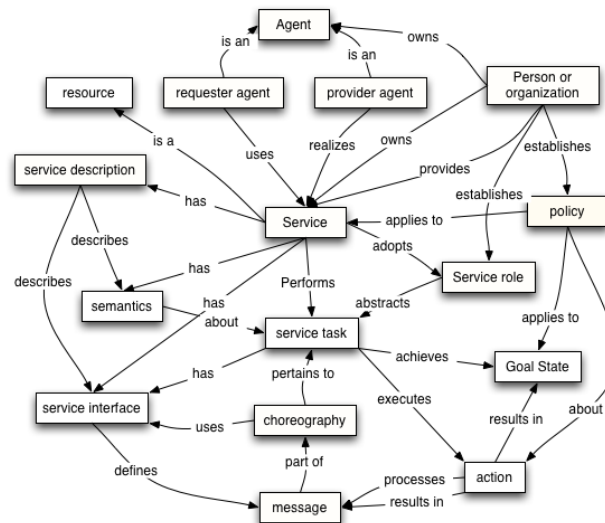 Agent
is an
is an
owns
resource
requester agent
provider agent
Person or
organization
is a
uses
realizes
owns
provides
establishes
service description
has
establishes
Service
applies to
policy
describes
adopts
has
Service role
describes
semantics
has
Performs
abstracts
about
service task
applies to
achieves
Goal State
has
pertains to
executes
service interface
uses
choreography
results in
about
defines
part of
processes
action
message
results in